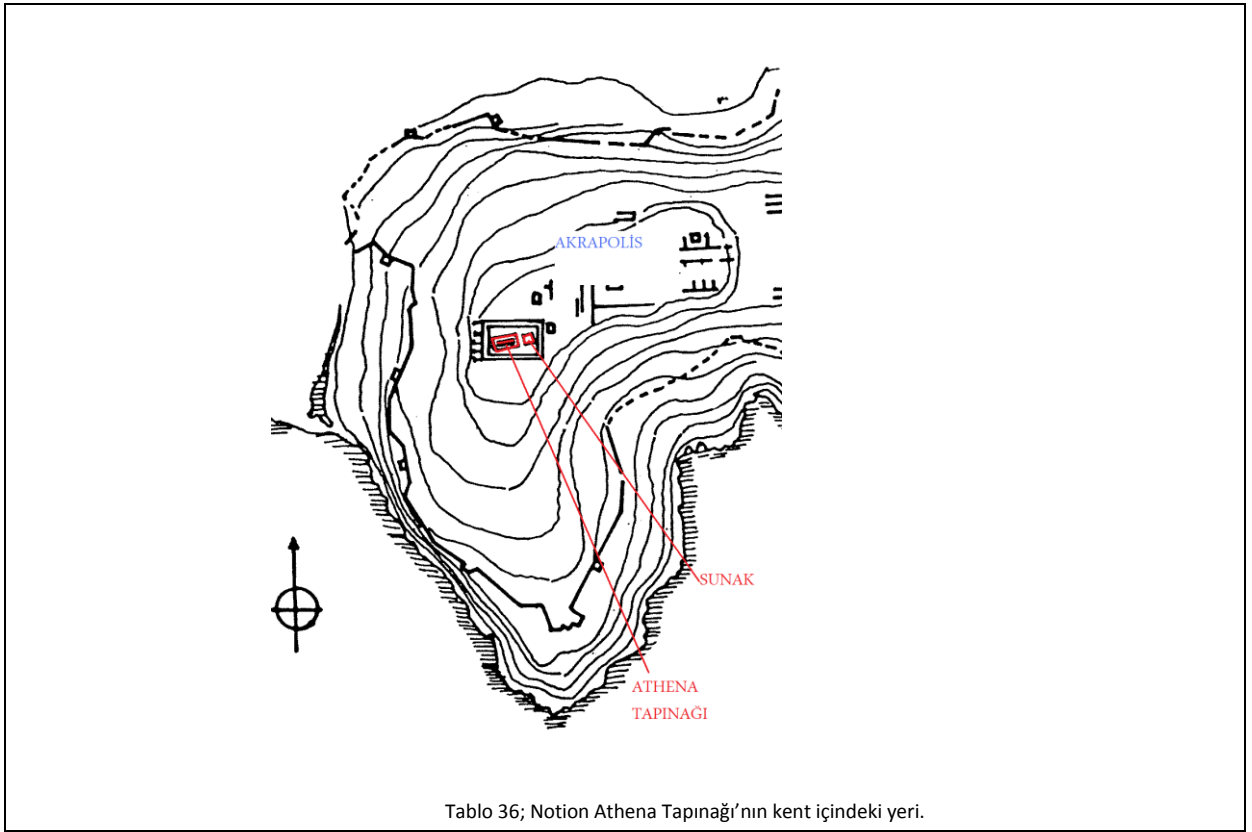 AKRAPOLİS
SUNAK
ATHENA
TAPINAĞI
Tablo 36; Notion Athena Tapınağı’nın kent içindeki yeri.